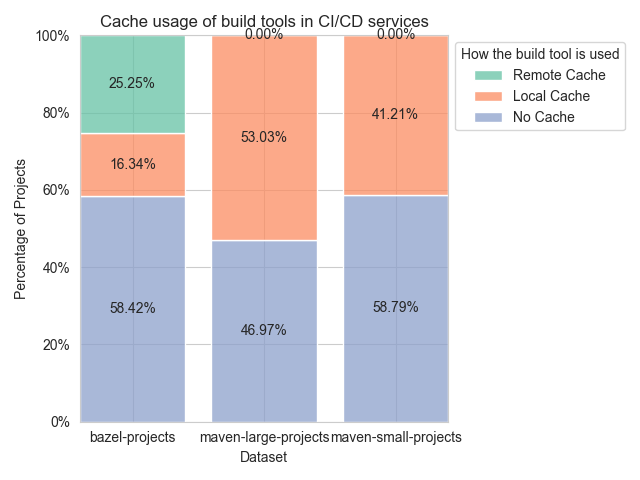 Cache usage of build tools in CI/CD services
100%
80%
60%
40%
20%
0%
Percentage of Projects
25.25%
16.34%
58.42%
0.00%
53.03%
46.97%
0.00%
41.21%
58.79%
bazel-projects
maven-large-projects
maven-small-projects
Dataset
How the build tool is used
Remote Cache
Local Cache
No Cache